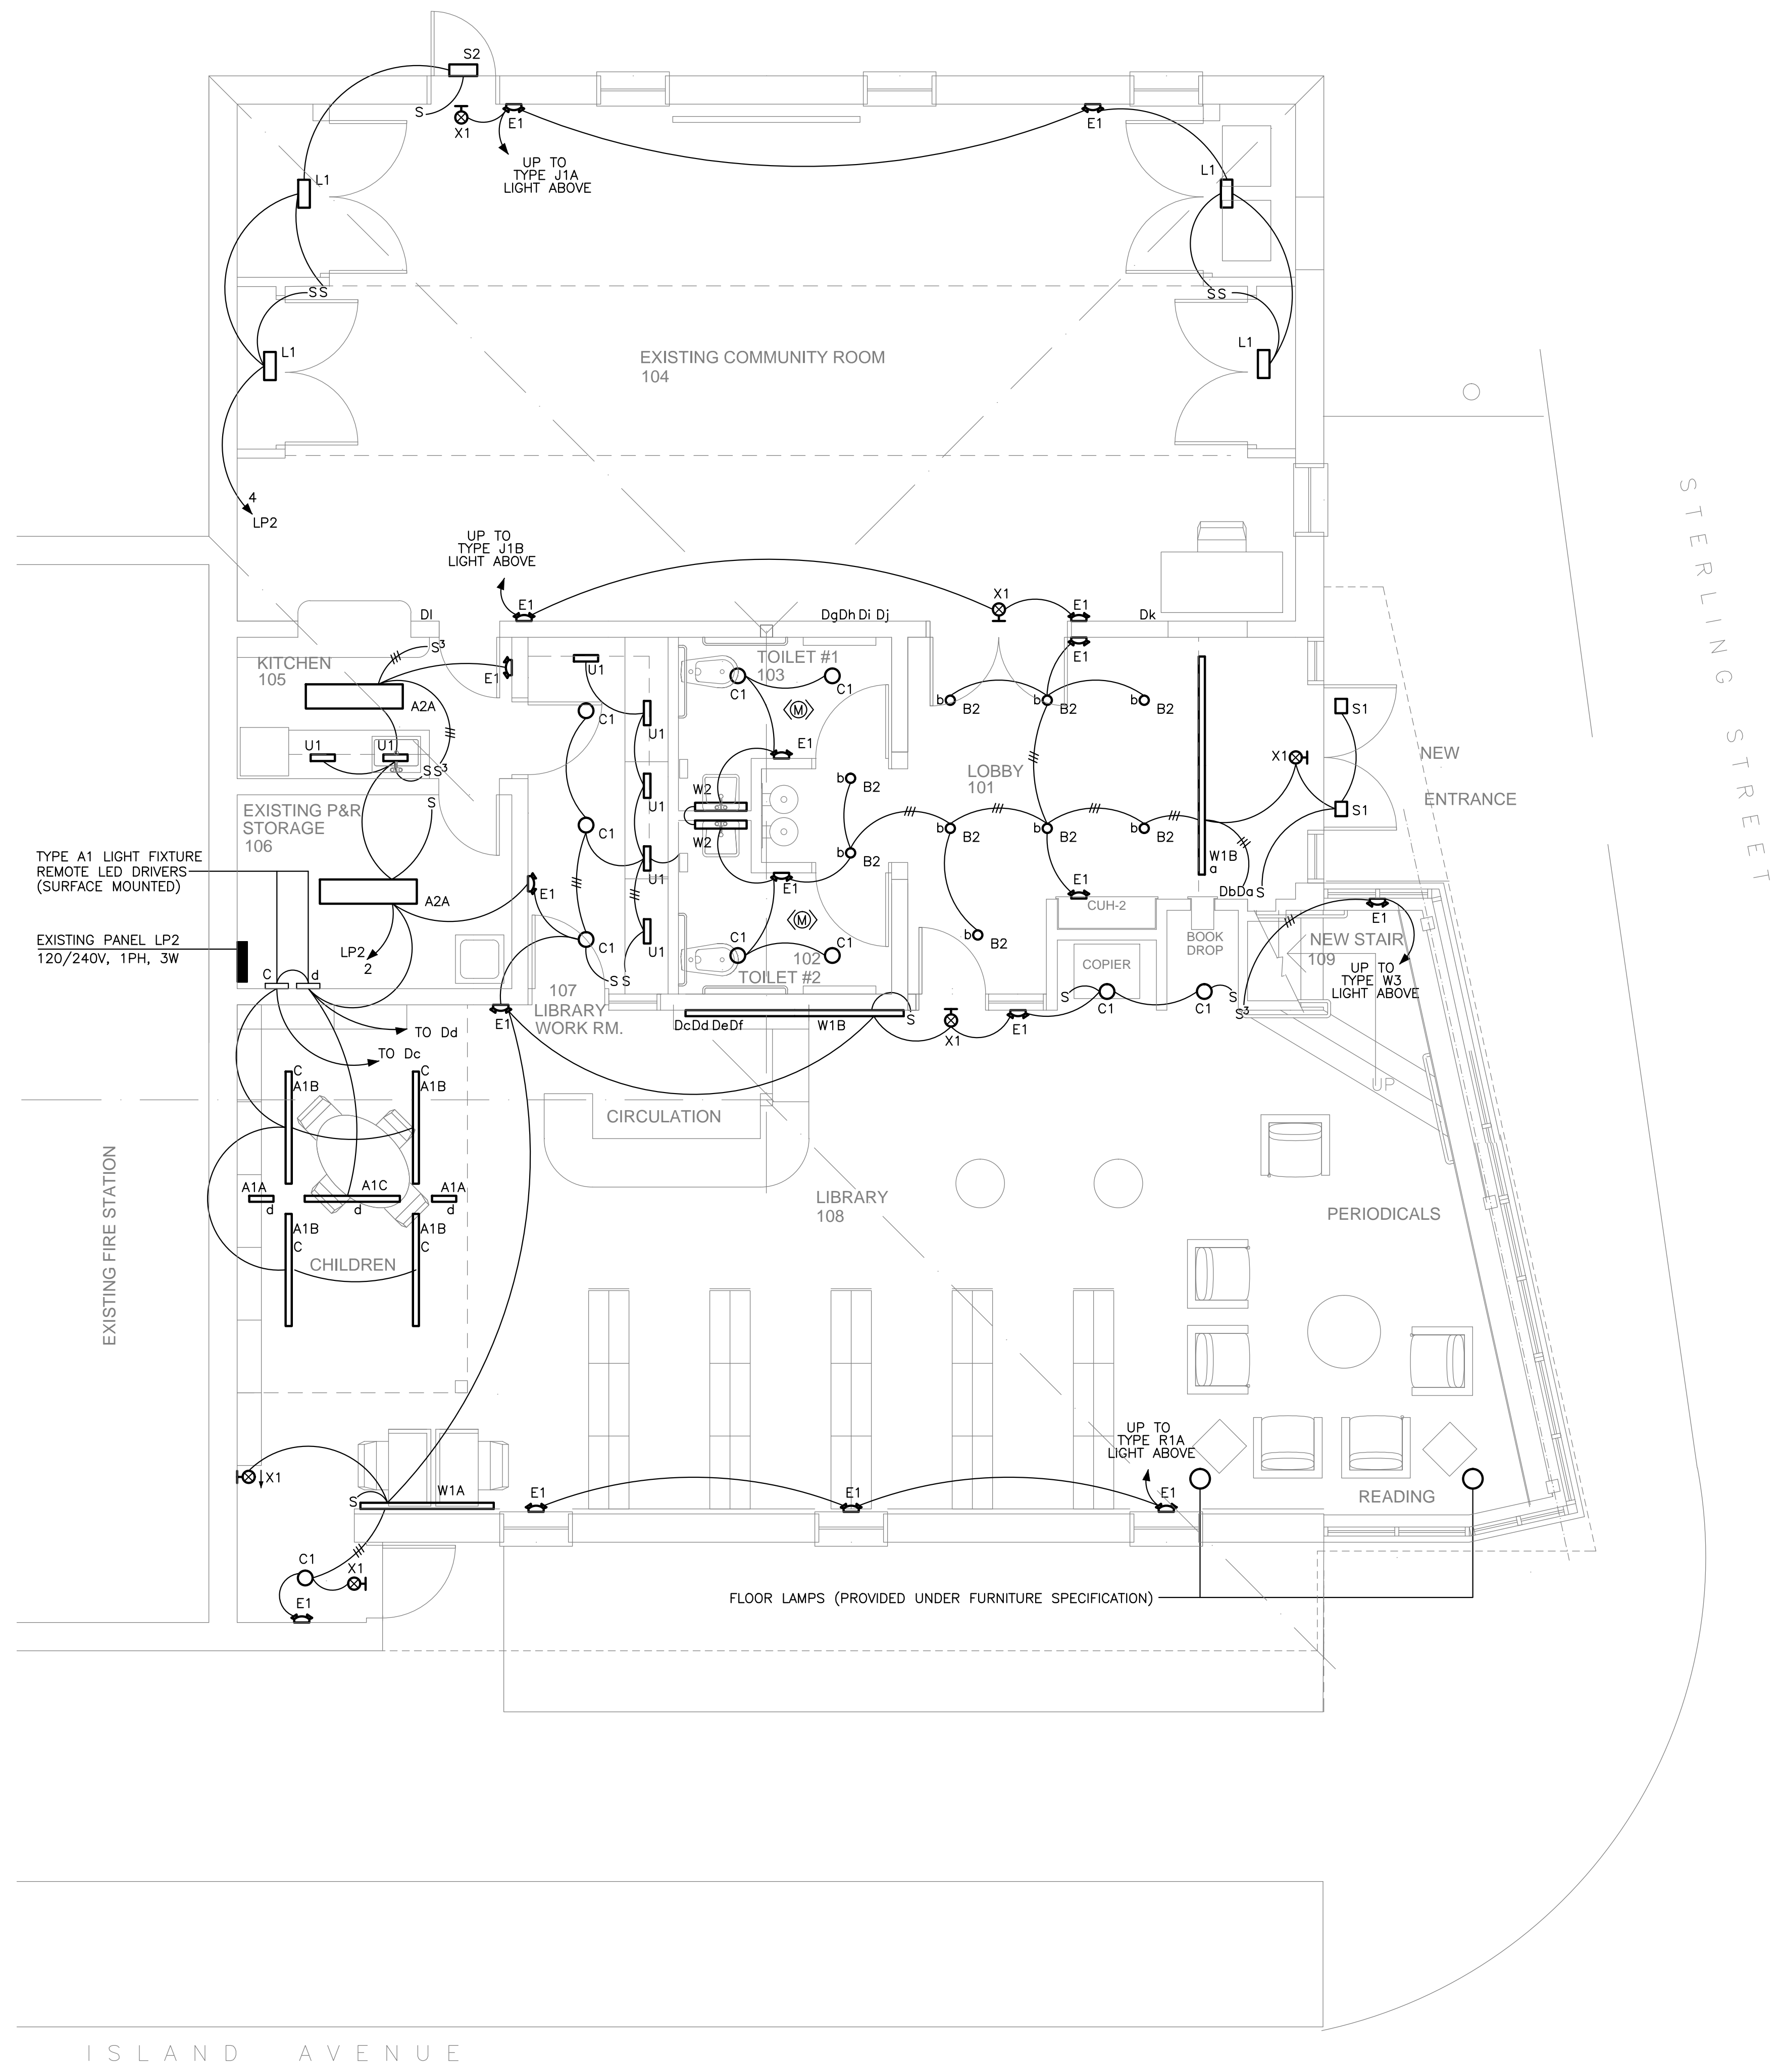 S2
S
X1
E1
E1
UP TO
TYPE J1A
LIGHT ABOVE
L1
L1
SS
SS
L1
L1
EXISTING COMMUNITY ROOM
104
4
LP2
STERLING STREET
UP TO
TYPE J1B
LIGHT ABOVE
E1
X1
E1
Dl
DgDh Di Dj
Dk
E1
S3
KITCHEN
105
E1
U1
TOILET #1
103
C1
C1
A2A
C1
M
b
B2
b
B2
b
B2
S1
U1
U1
U1
E1
X1
NEW
ENTRANCE
SS3
U1
b
B2
LOBBY
101
S
W2
EXISTING P&R
STORAGE
106
C1
W2
b
B2
b
B2
b
B2
b
B2
S1
TYPE A1 LIGHT FIXTURE
REMOTE LED DRIVERS
(SURFACE MOUNTED)
U1
W1B
a
A2A
E1
E1
E1
DbDa
S
CUH-2
E1
M
EXISTING PANEL LP2
120/240V, 1PH, 3W
LP2
2
C1
U1
C1
C1
b
B2
BOOK
DROP
NEW STAIR
109
102
TOILET #2
COPIER
UP TO
TYPE W3
LIGHT ABOVE
C
d
SS
107
LIBRARY
WORK RM.
E1
S
C1
C1
S
S3
DcDd DeDf
W1B
S
X1
E1
TO Dd
TO Dc
C
A1B
C
A1B
UP
CIRCULATION
EXISTING FIRE STATION
A1A
d
A1C
d
A1A
d
LIBRARY
108
PERIODICALS
A1B
C
A1B
C
CHILDREN
UP TO
TYPE R1A
LIGHT ABOVE
X1
S
W1A
E1
E1
E1
READING
C1
X1
E1
FLOOR LAMPS (PROVIDED UNDER FURNITURE SPECIFICATION)
ISLAND AVENUE